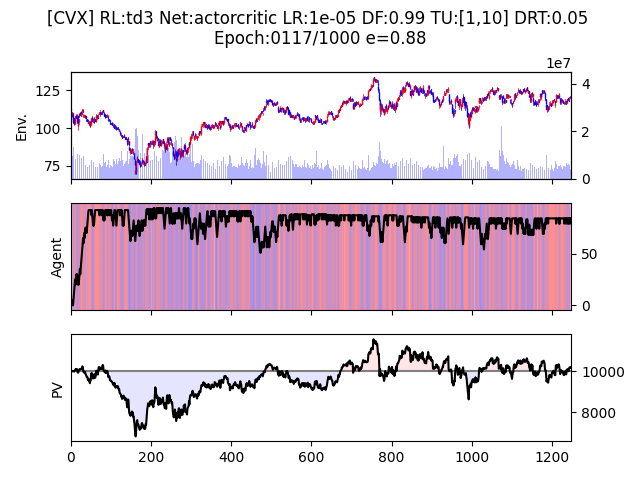 [CVX] RL:td3 Net:actorcritic LR:1e-05 DF:0.99 TU:[1,10] DRT:0.05
Epoch:0117/1000 e=0.88
1e7
125
100
75
Env.
4
2
0
Agent
50
0
PV
10000
8000
0 200 400 600 800 1000 1200